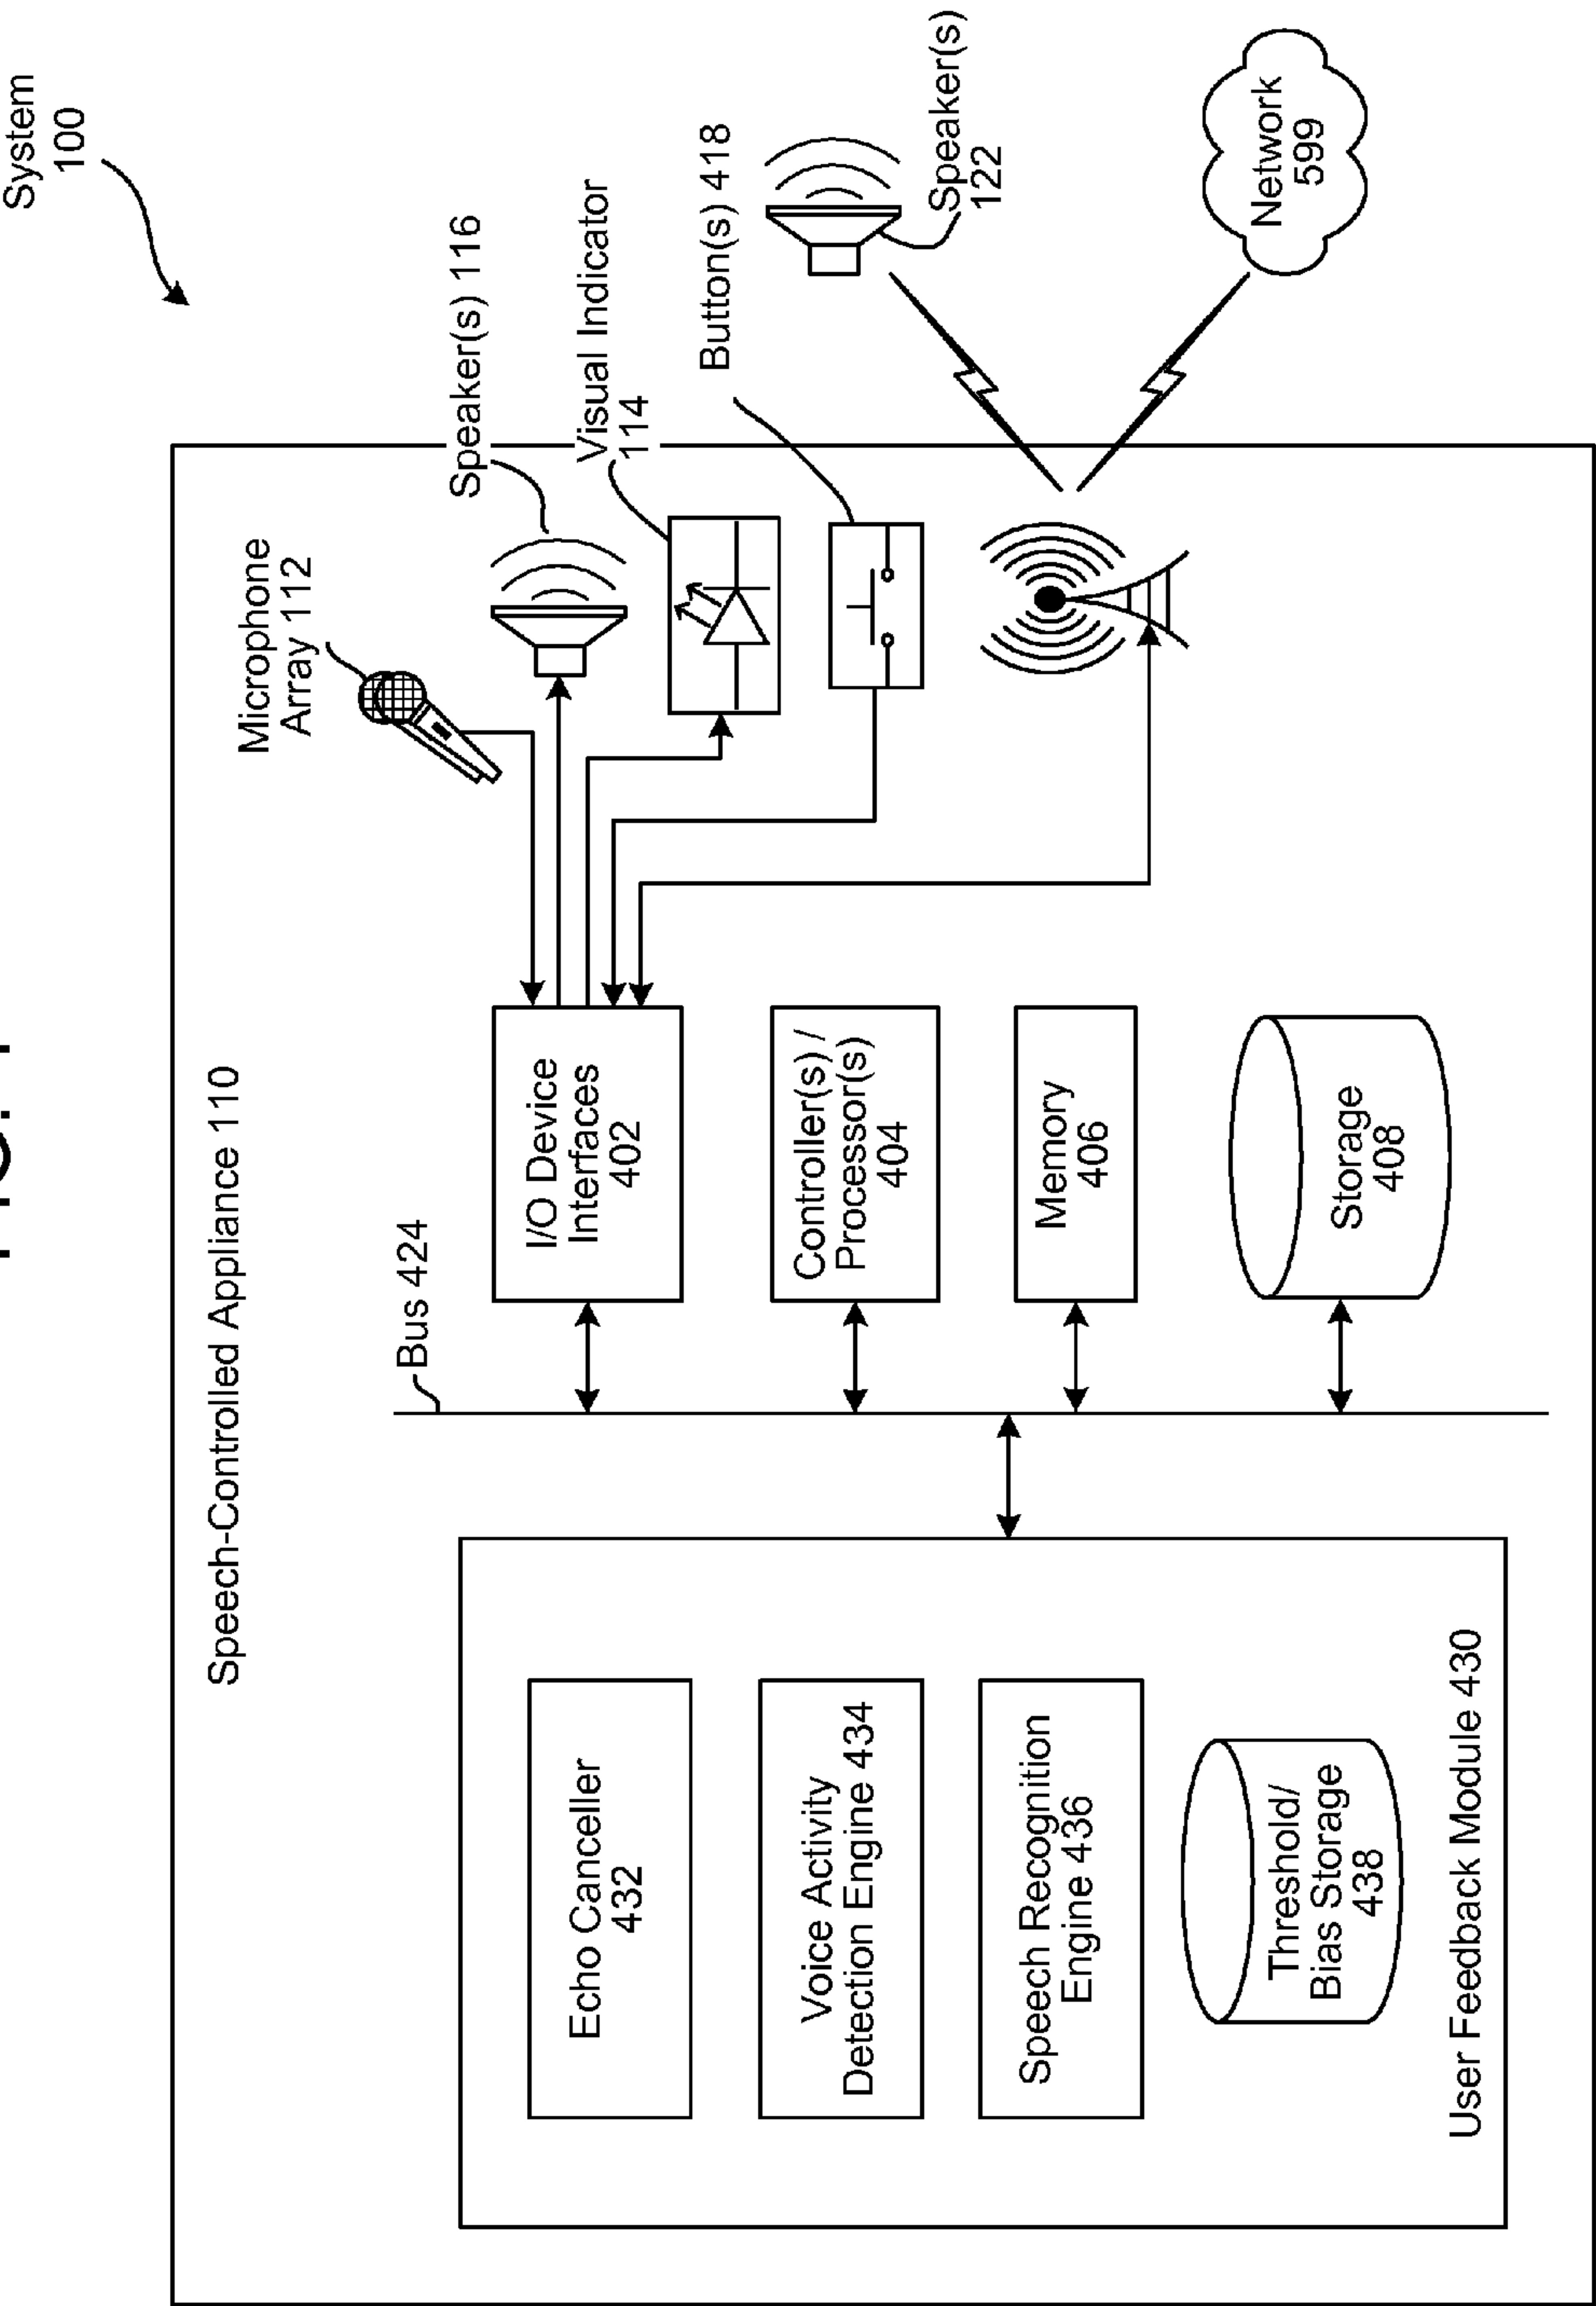 System
100
Speech-Controlled Appliance 110
Bus 424
Microphone
Array 112
Speaker(s) 116
Visual Indicator
114
Button(s) 418
Speaker(s)
122
Network
599
I/O Device
Interfaces
402
Controller(s) /
Processor(s)
404
Memory
406
Storage
408
Echo Canceller
432
Voice Activity
Detection Engine 434
Speech Recognition
Engine 436
Threshold/
Bias Storage
438
User Feedback Module 430